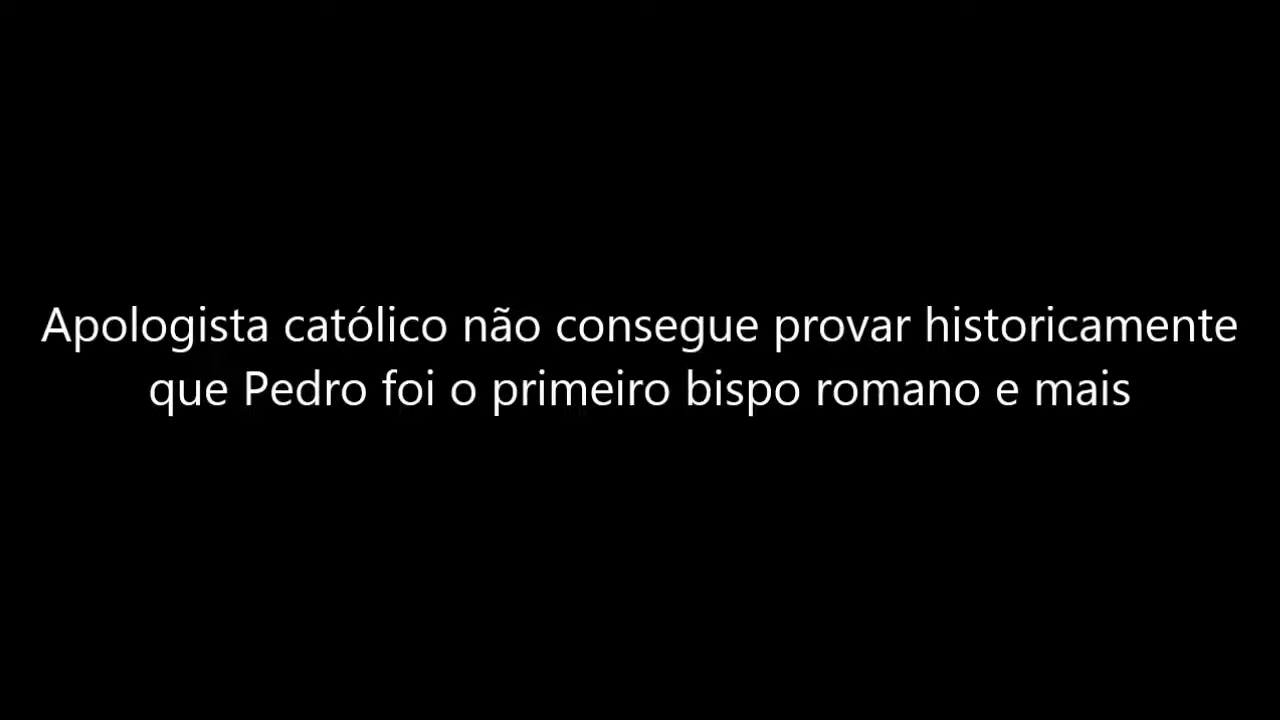 Apologista católico não consegue provar historicamente
que Pedro foi o primeiro bispo romano e mais